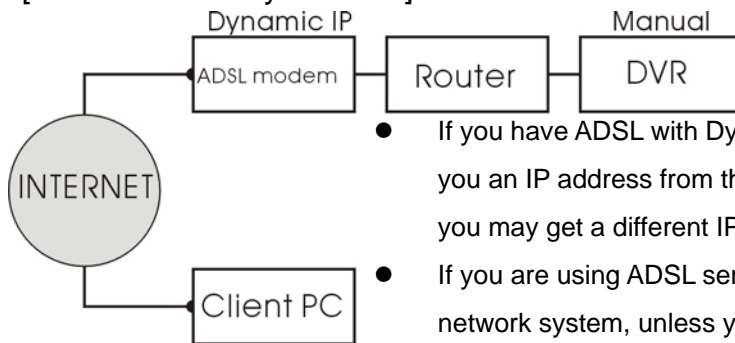 Dynamic IP
Manual
ADSL modem
Router
DVR
If you have ADSL with Dy
you an IP address from th
you may get a different IP
INTERNET
If you are using ADSL ser
network system, unless y
Client PC